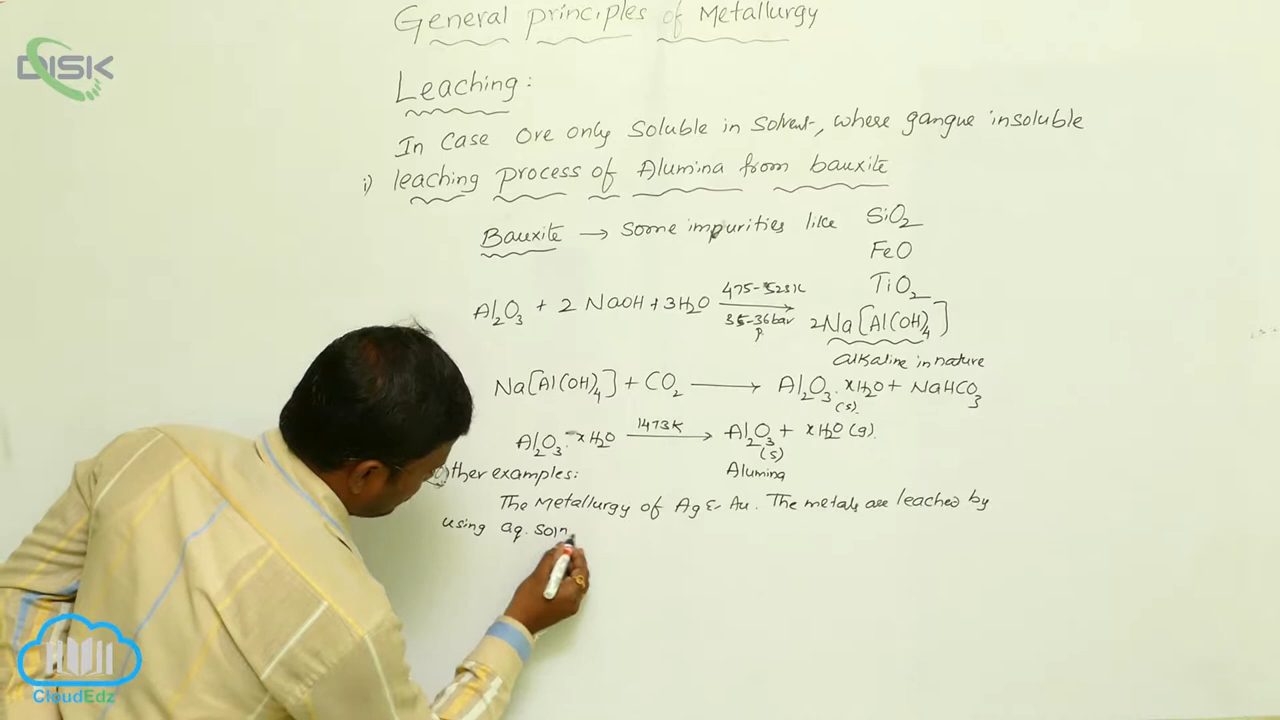 General principles of Metallurgy
DISK
Leaching:
In case ore only soluble in solvent, where gangue insoluble
i) leaching process of Alumina from bauxite
Bauxite → some impurities like SiO2
FeO
TiO2
Al2O3 + 2 NaOH + 3H2O → 2Na[Al(OH)4]
475-523K
35-36bar
P.
alkaline in nature
Na[Al(OH)4] + CO2 → Al2O3.xH2O + NaHCO3
(s).
Al2O3.xH2O 1473K → Al2O3 + xH2O (g).
(s)
Alumina
ther examples:
The Metallurgy of Ag & Au. The metals are leached by
using aq. soln
CloudEdz